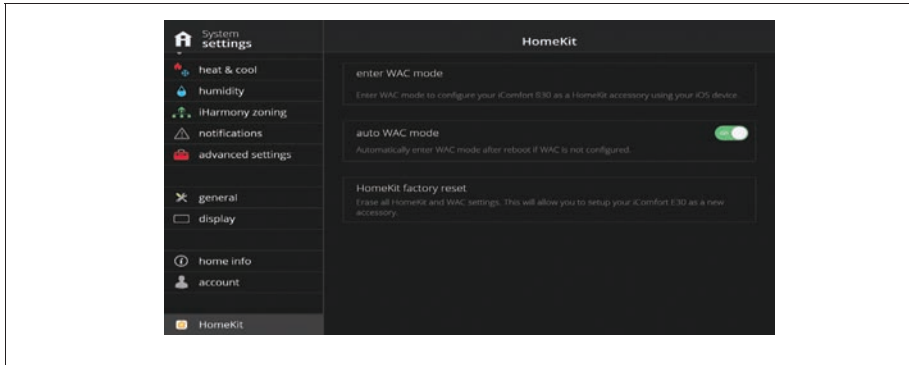 System
settings
HomeKit
heat & cool
humidity
iHarmony zoning
notifications
advanced settings
general
display
home info
account
HomeKit
enter WAC mode
Enter WAC mode to configure your iComfort E30 as a HomeKit accessory using your iOS device.
auto WAC mode
Automatically enter WAC mode after reboot if WAC is not configured.
HomeKit factory reset
Erase all HomeKit and WAC settings. This will allow you to setup your iComfort E30 as a new
accessory.